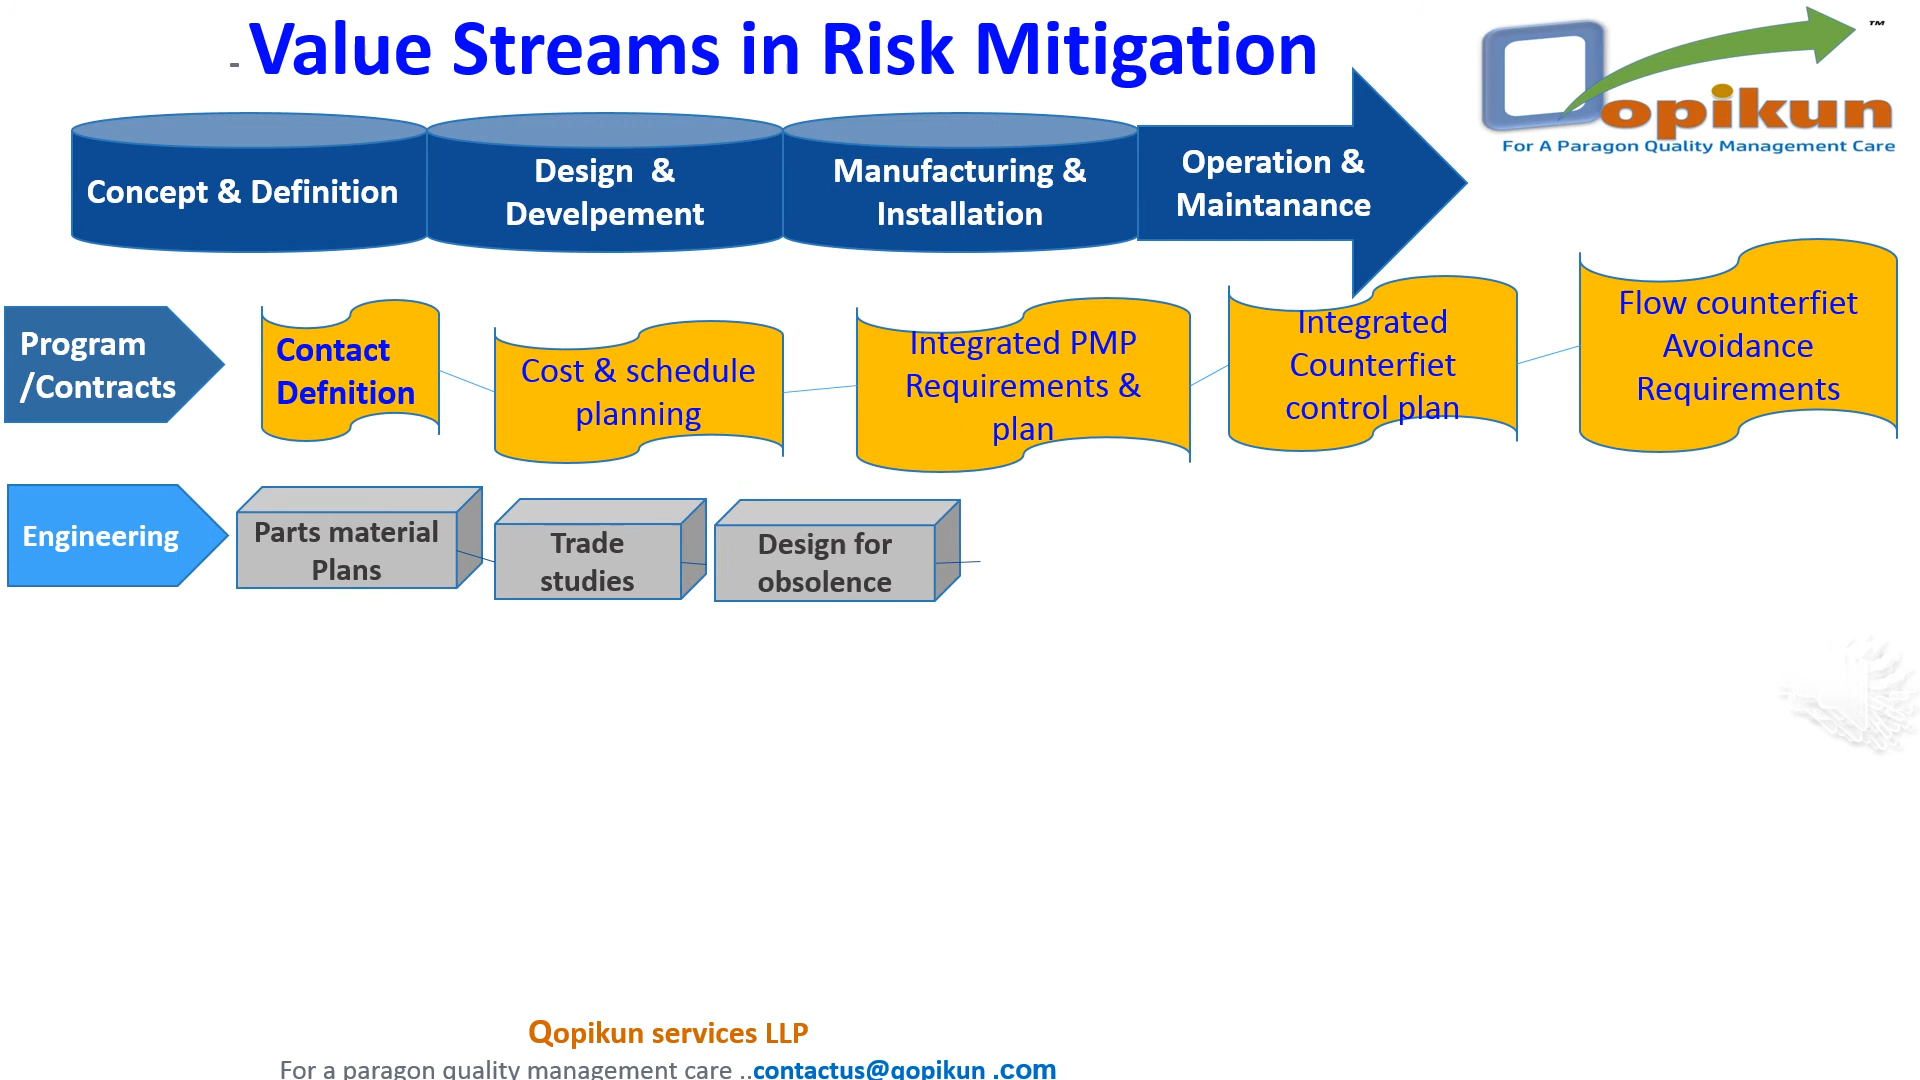 - Value Streams in Risk Mitigation
TM
opikun
For A Paragon Quality Management Care
Concept & Definition
Design & 
Develpement
Manufacturing &
Installation
Operation &
Maintanance
Program
/Contracts
Contact
Defnition
Cost & schedule
planning
Integrated PMP
Requirements &
plan
Integrated
Counterfiet
control plan
Flow counterfiet
Avoidance
Requirements
Engineering
Parts material
Plans
Trade
studies
Design for
obsolence
Qopikun services LLP
For a paragon quality management care ..contactus@qopikun .com